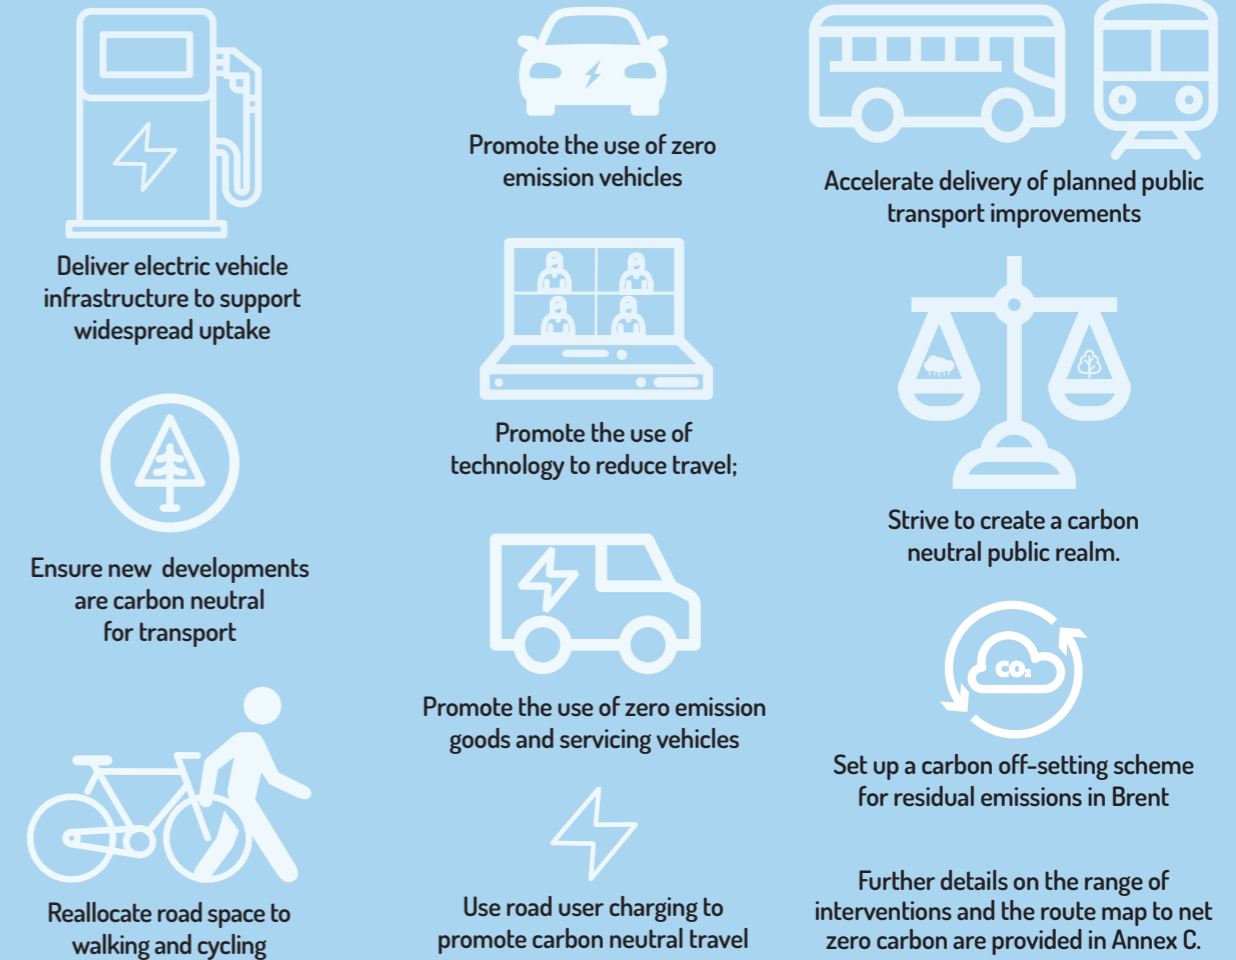 Deliver electric vehicle
infrastructure to support
widespread uptake
Ensure new developments
are carbon neutral
for transport
Reallocate road space to
walking and cycling
Promote the use of zero
emission vehicles
Promote the use of
technology to reduce travel;
Promote the use of zero emission
goods and servicing vehicles
Use road user charging to
promote carbon neutral travel
Accelerate delivery of planned public
transport improvements
Strive to create a carbon
neutral public realm.
CO₂
Set up a carbon off-setting scheme
for residual emissions in Brent
Further details on the range of
interventions and the route map to net
zero carbon are provided in Annex C.